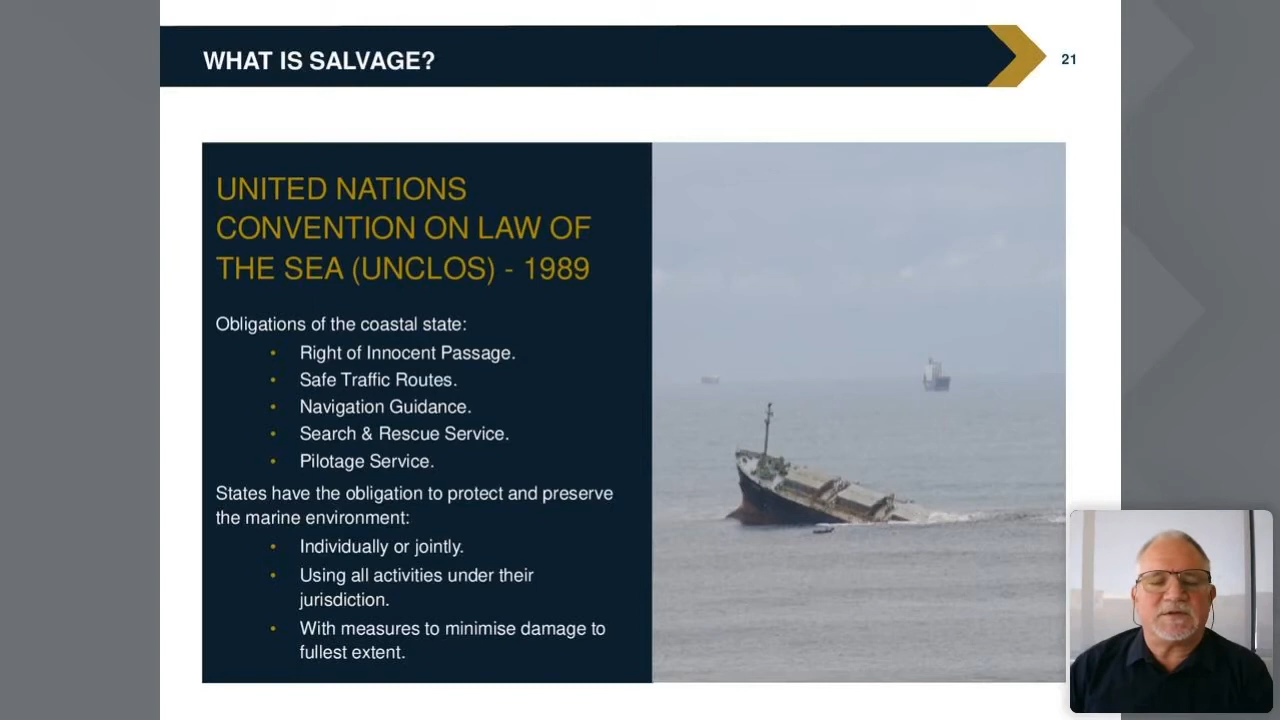 WHAT IS SALVAGE?
21
UNITED NATIONS
CONVENTION ON LAW OF
THE SEA (UNCLOS) - 1989
Obligations of the coastal state:
• Right of Innocent Passage.
• Safe Traffic Routes.
• Navigation Guidance.
• Search & Rescue Service.
• Pilotage Service.
States have the obligation to protect and preserve
the marine environment:
• Individually or jointly.
• Using all activities under their
jurisdiction.
• With measures to minimise damage to
fullest extent.